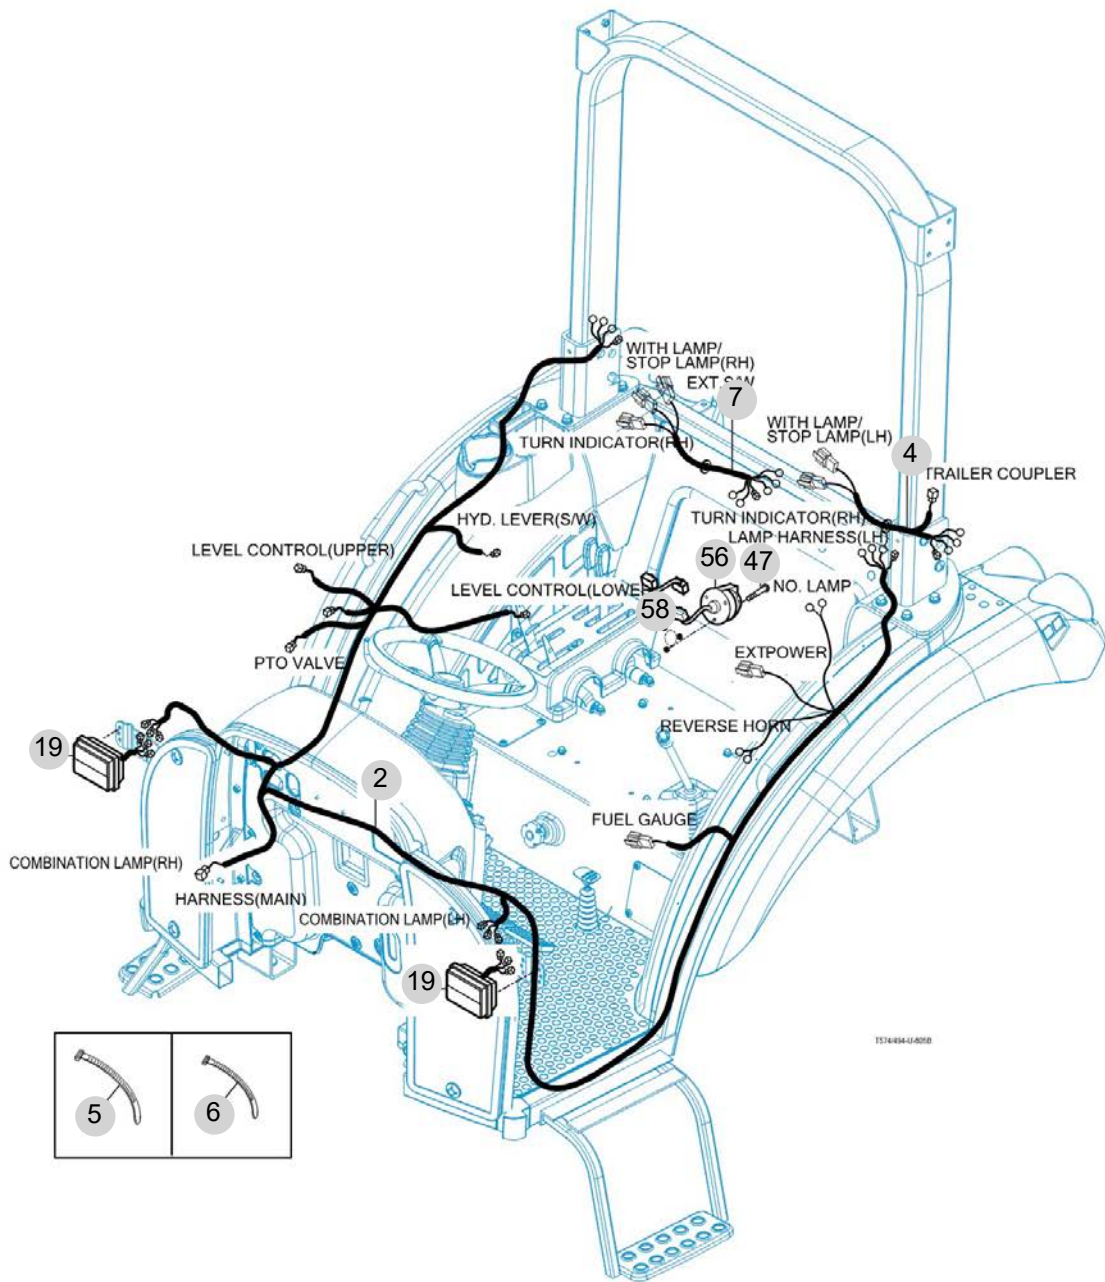 WITH LAMP/
STOP LAMP(RH)
EXT S/W
7
WITH LAMP/
STOP LAMP(LH)
TURN INDICATOR(RH)
4
TRAILER COUPLER
HYD. LEVER(S/W)
TURN INDICATOR(RH)
LAMP HARNESS(LH)
LEVEL CONTROL(UPPER)
56
47
LEVEL CONTROL(LOWER)
NO. LAMP
58
EXTPOWER
PTO VALVE
REVERSE HORN
19
2
FUEL GAUGE
COMBINATION LAMP(RH)
HARNESS(MAIN)
COMBINATION LAMP(LH)
19
5
6